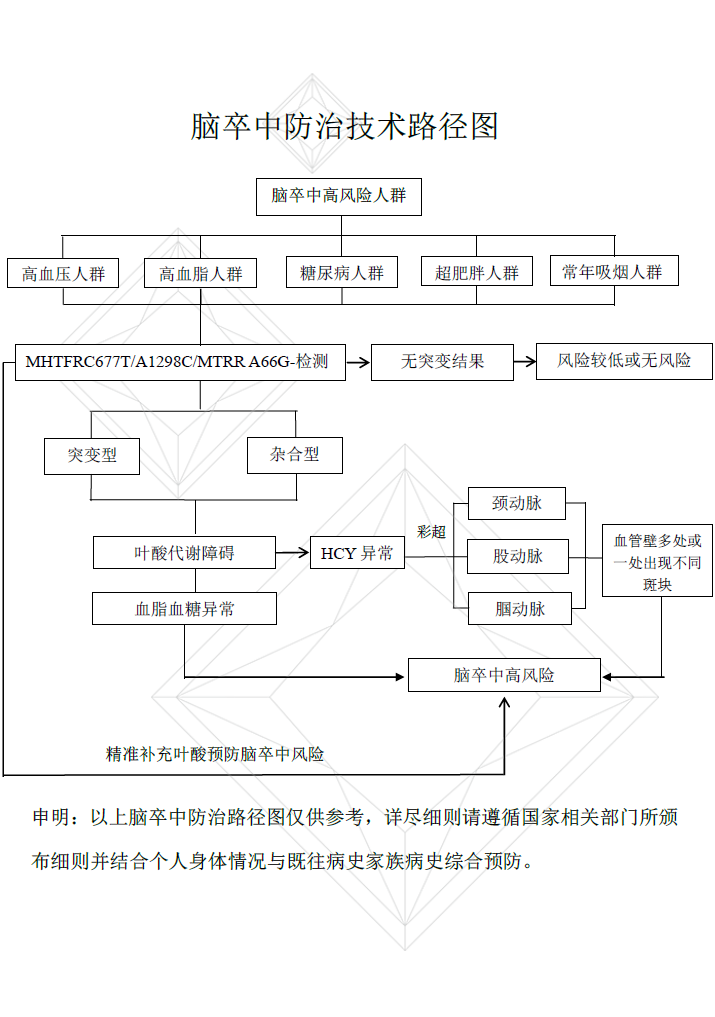 脑卒中防治技术路径图
脑卒中高风险人群
高血压人群
高血脂人群
糖尿病人群
超肥胖人群
常年吸烟人群
MHTFRC677T/A1298C/MTRR A66G-检测
无突变结果
风险较低或无风险
突变型
杂合型
叶酸代谢障碍
HCY 异常
彩超
颈动脉
股动脉
腘动脉
血管壁多处或
一处出现不同
斑块
血脂血糖异常
脑卒中高风险
精准补充叶酸预防脑卒中风险
申明：以上脑卒中防治路径图仅供参考，详尽细则请遵循国家相关部门所颁
布细则并结合个人身体情况与既往病史家族病史综合预防。